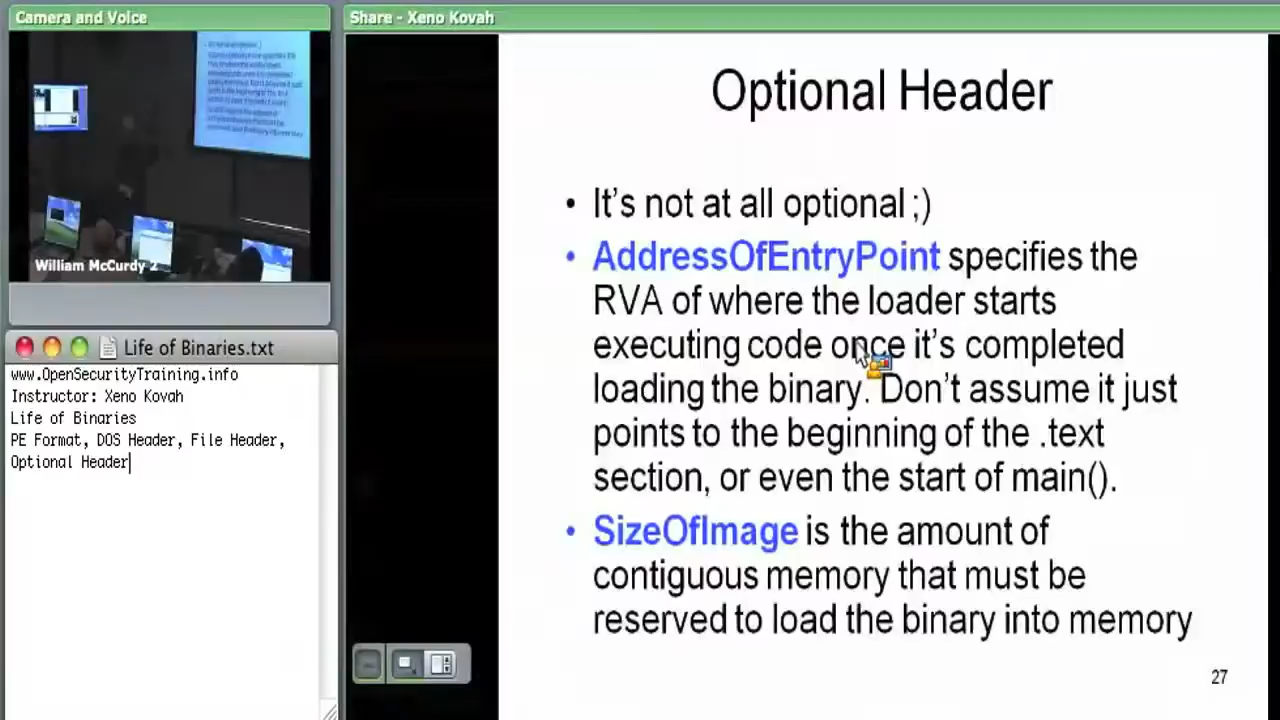 Camera and Voice
William McCurdy 2
Life of Binaries.txt
www.OpenSecurityTraining.info
Instructor: Xeno Kovah
Life of Binaries
PE Format, DOS Header, File Header,
Optional Header
Share - Xeno Kovah
Optional Header
• It's not at all optional ;)
• AddressOfEntryPoint specifies the
RVA of where the loader starts
executing code once it's completed
loading the binary. Don't assume it just
points to the beginning of the .text
section, or even the start of main().
• SizeOfImage is the amount of
contiguous memory that must be
reserved to load the binary into memory
27